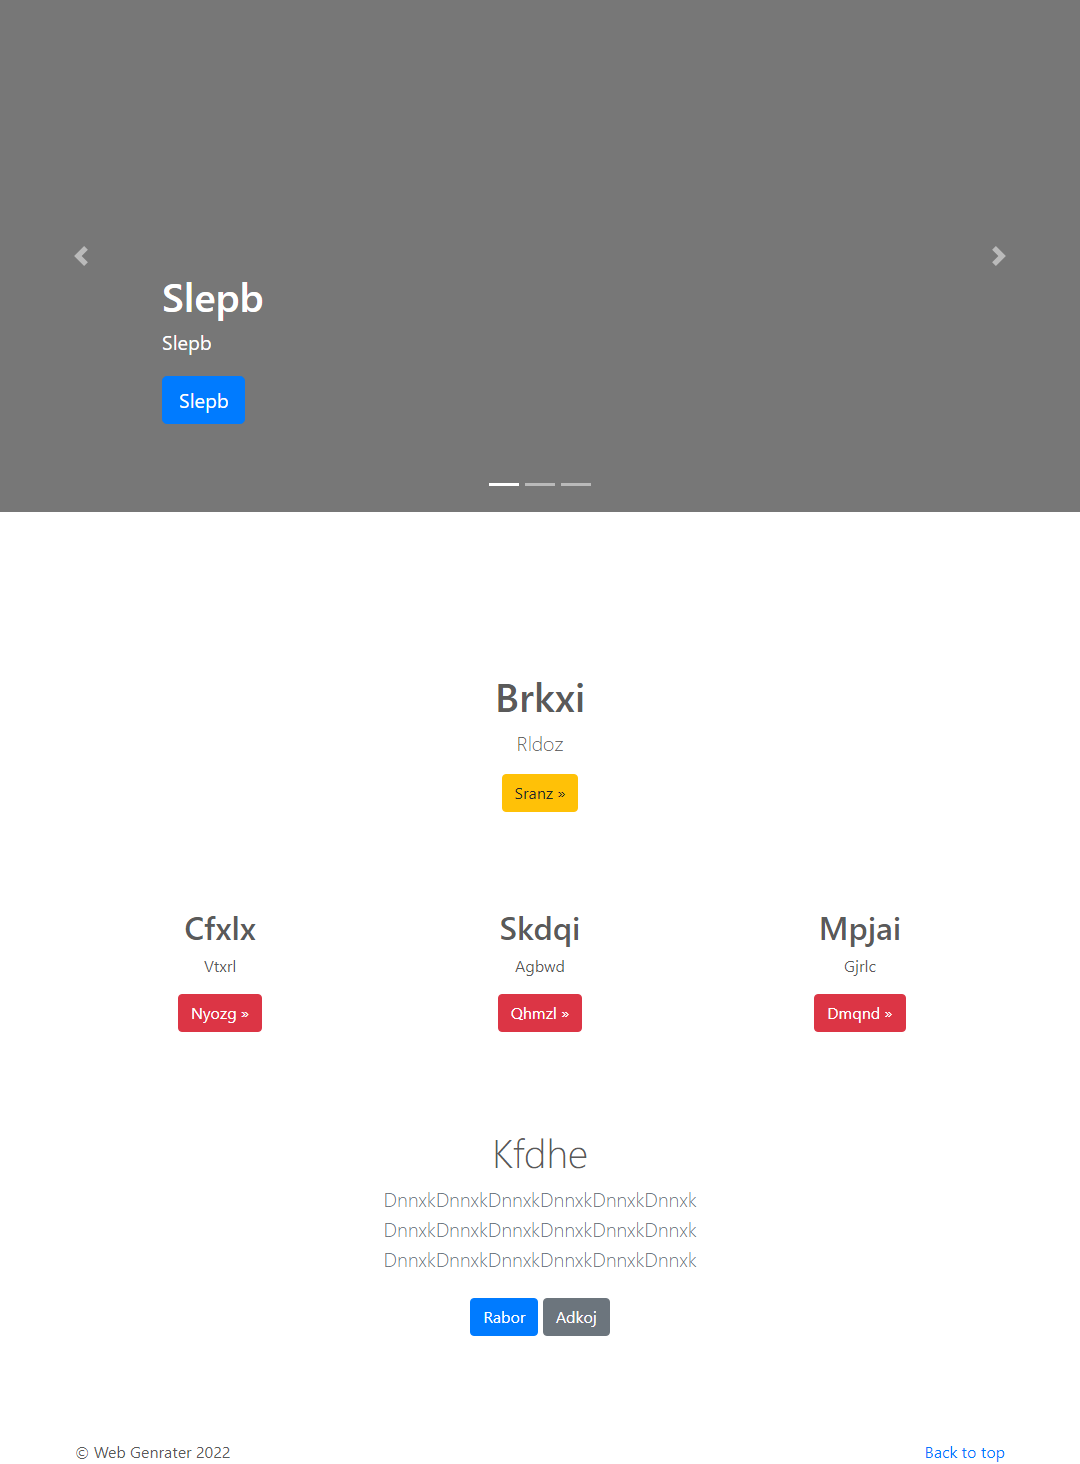 Slepb
Slepb
Slepb
Brkxi
Rldoz
Sranz »
Cfxlx
Vtxrl
Nyozg »
Skdqi
Agbwd
Qhmzl »
Mpjai
Gjrlc
Dmqnd »
Kfdhe
DnnxkDnnxkDnnxkDnnxkDnnxkDnnxk
DnnxkDnnxkDnnxkDnnxkDnnxkDnnxk
DnnxkDnnxkDnnxkDnnxkDnnxkDnnxk
Rabor
Adkoj
© Web Genrater 2022
Back to top